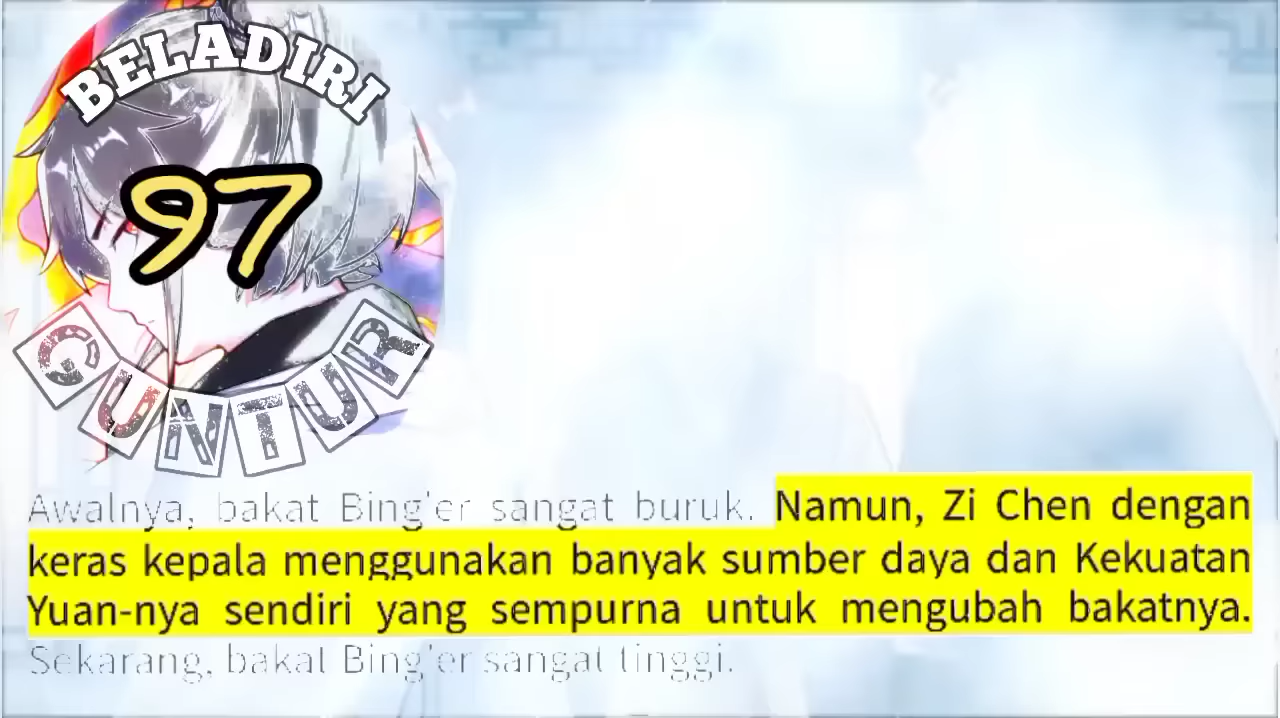 BELADIRI
97
GUNTUR
Awalnya, bakat Bing'er sangat buruk. Namun, Zi Chen dengan
keras kepala menggunakan banyak sumber daya dan Kekuatan
Yuan-nya sendiri yang sempurna untuk mengubah bakatnya.
Sekarang, bakat Bing'er sangat tinggi.